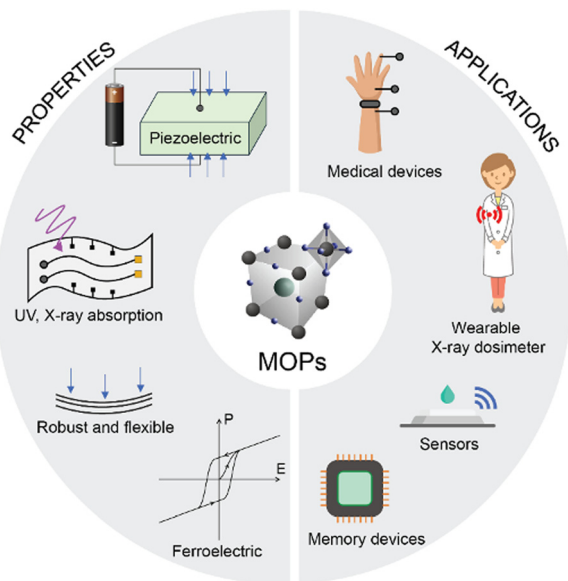 PROPERTIES
Piezoelectric
UV, X-ray absorption
Robust and flexible
P
E
Ferroelectric
MOPs
APPLICATIONS
Medical devices
Wearable
X-ray dosimeter
Sensors
Memory devices